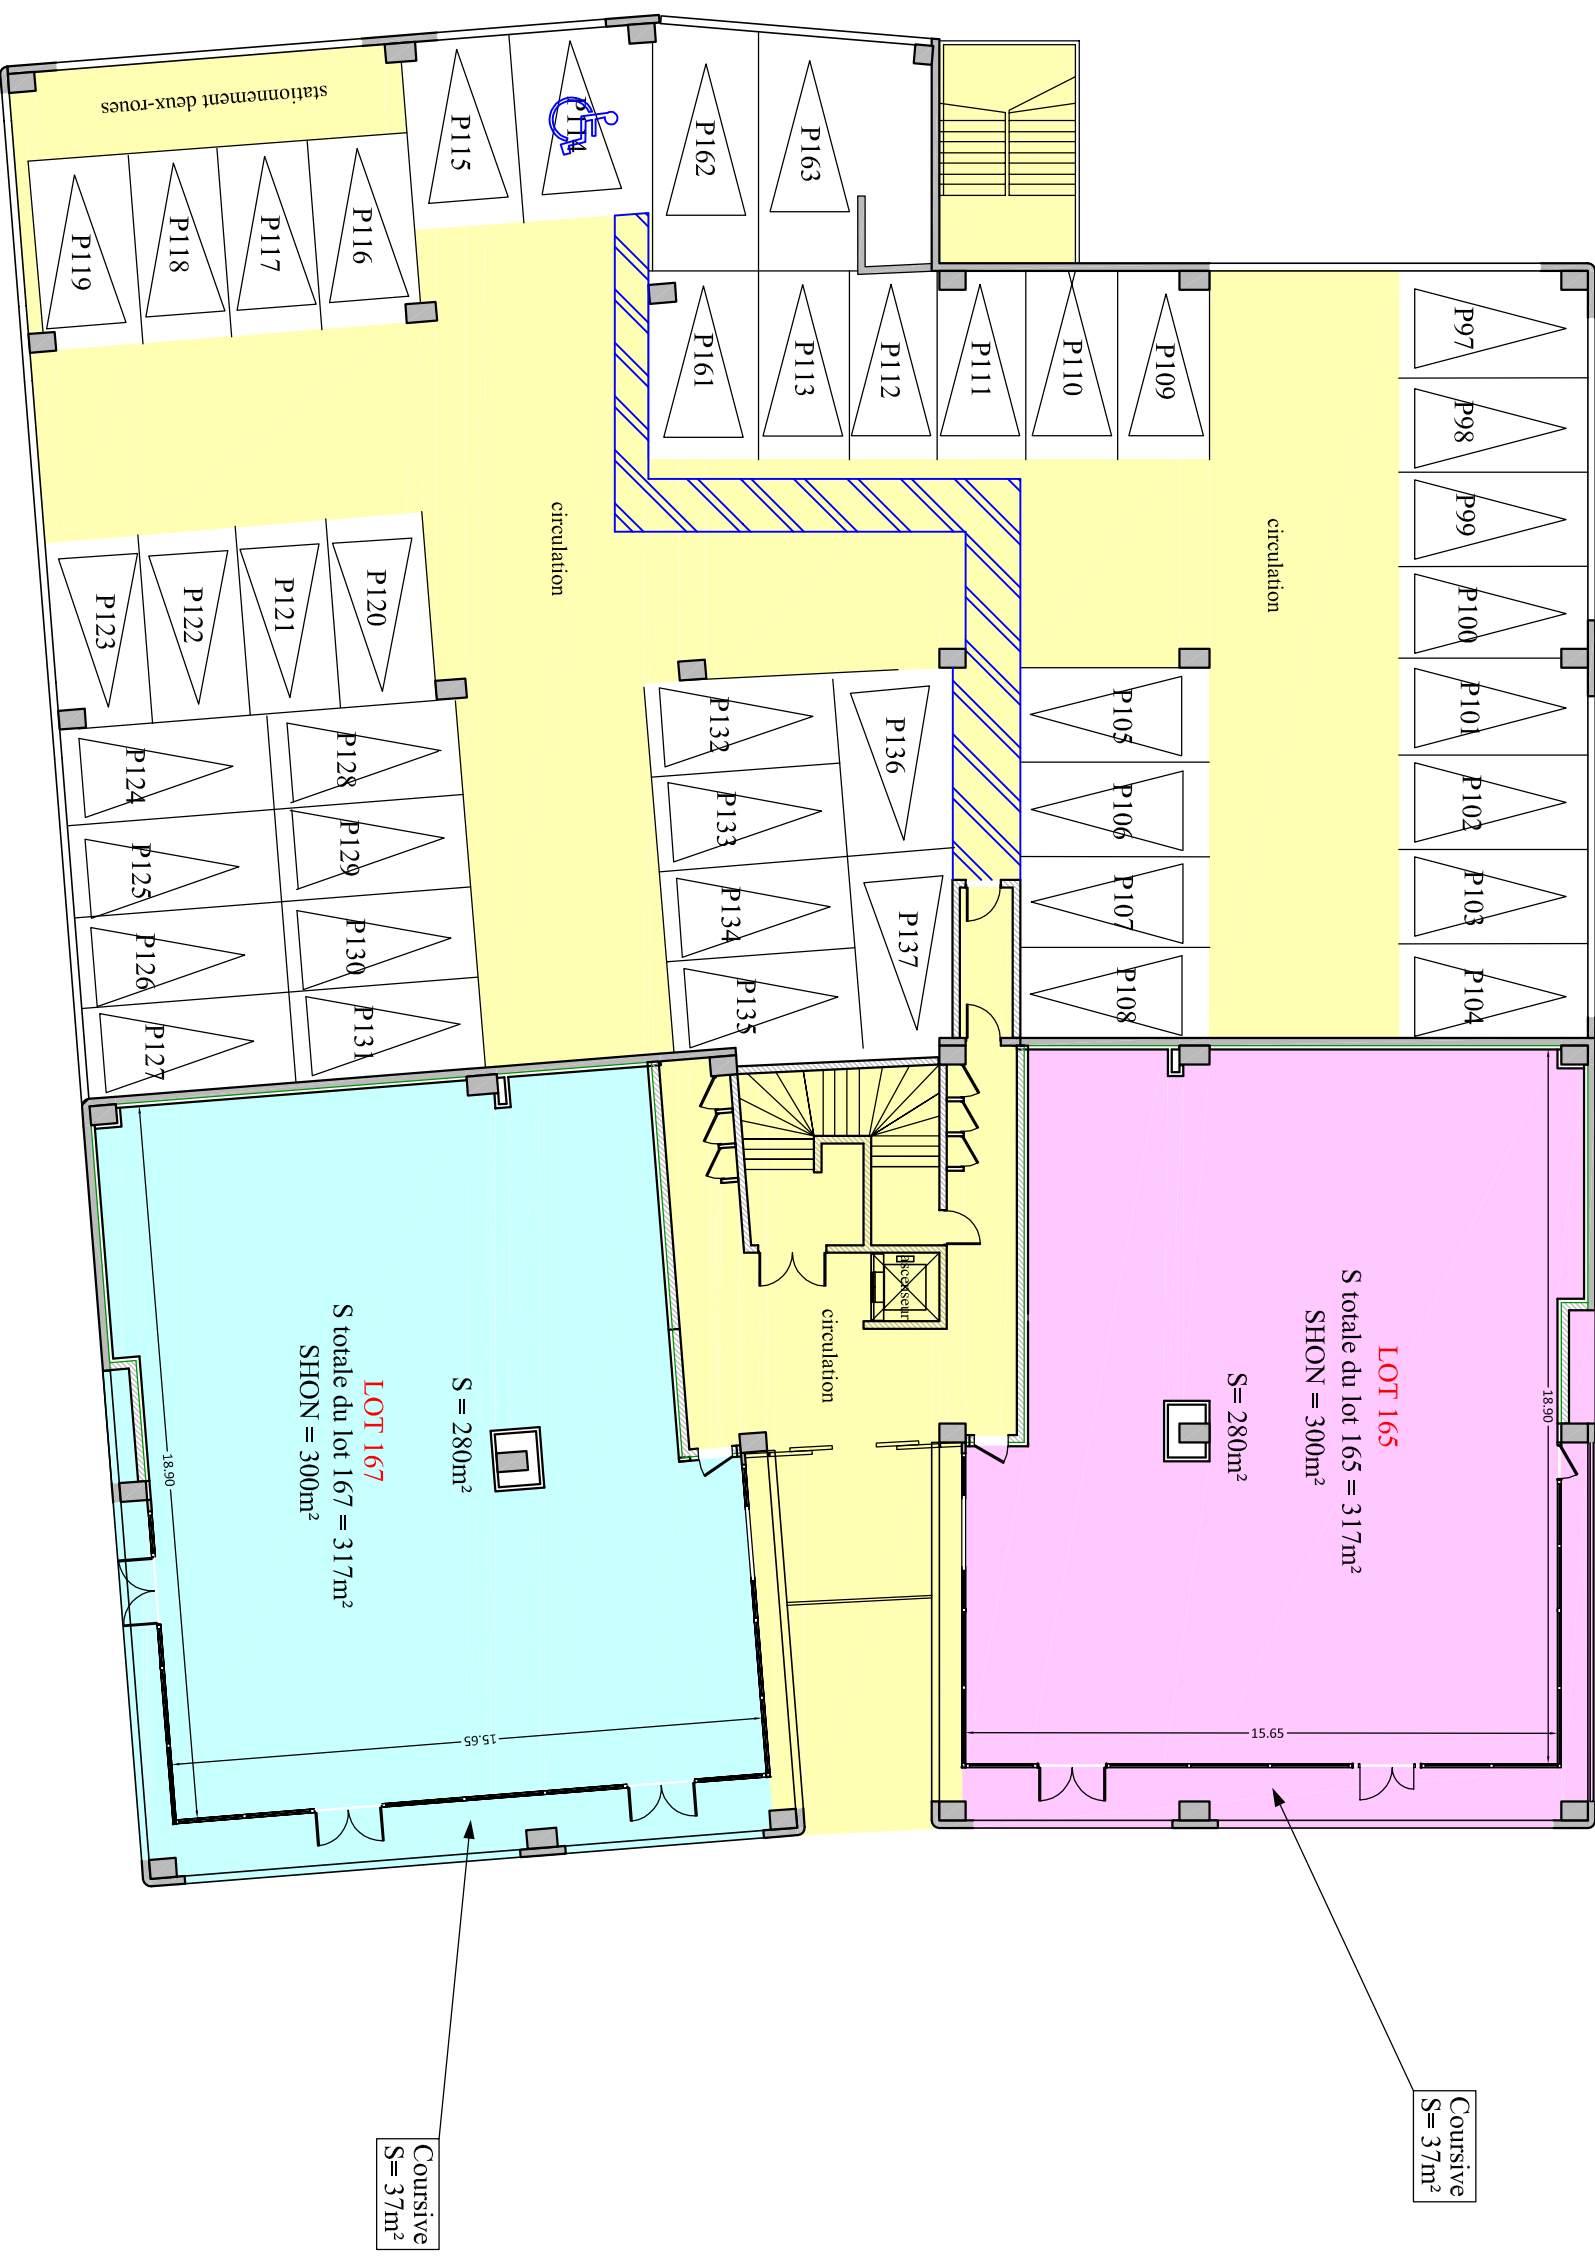 stationnement deux-roues
P115
P114
P162
P163
P119
P118
P117
P116
P161
P113
P112
P111
P110
P109
P97
P98
P99
P100
P101
P102
P103
P104
circulation
circulation
P123
P122
P121
P120
P132
P133
P134
P135
P136
P137
P105
P106
P107
P108
P124
P125
P126
P127
P128
P129
P130
P131
ascenseur
circulation
LOT 165
S totale du lot 165 = 317m²
SHON = 300m²
S= 280m²
18.90
15.65
LOT 167
S totale du lot 167 = 317m²
SHON = 300m²
S = 280m²
18.90
15.65
Coursive
S= 37m²
Coursive
S= 37m²